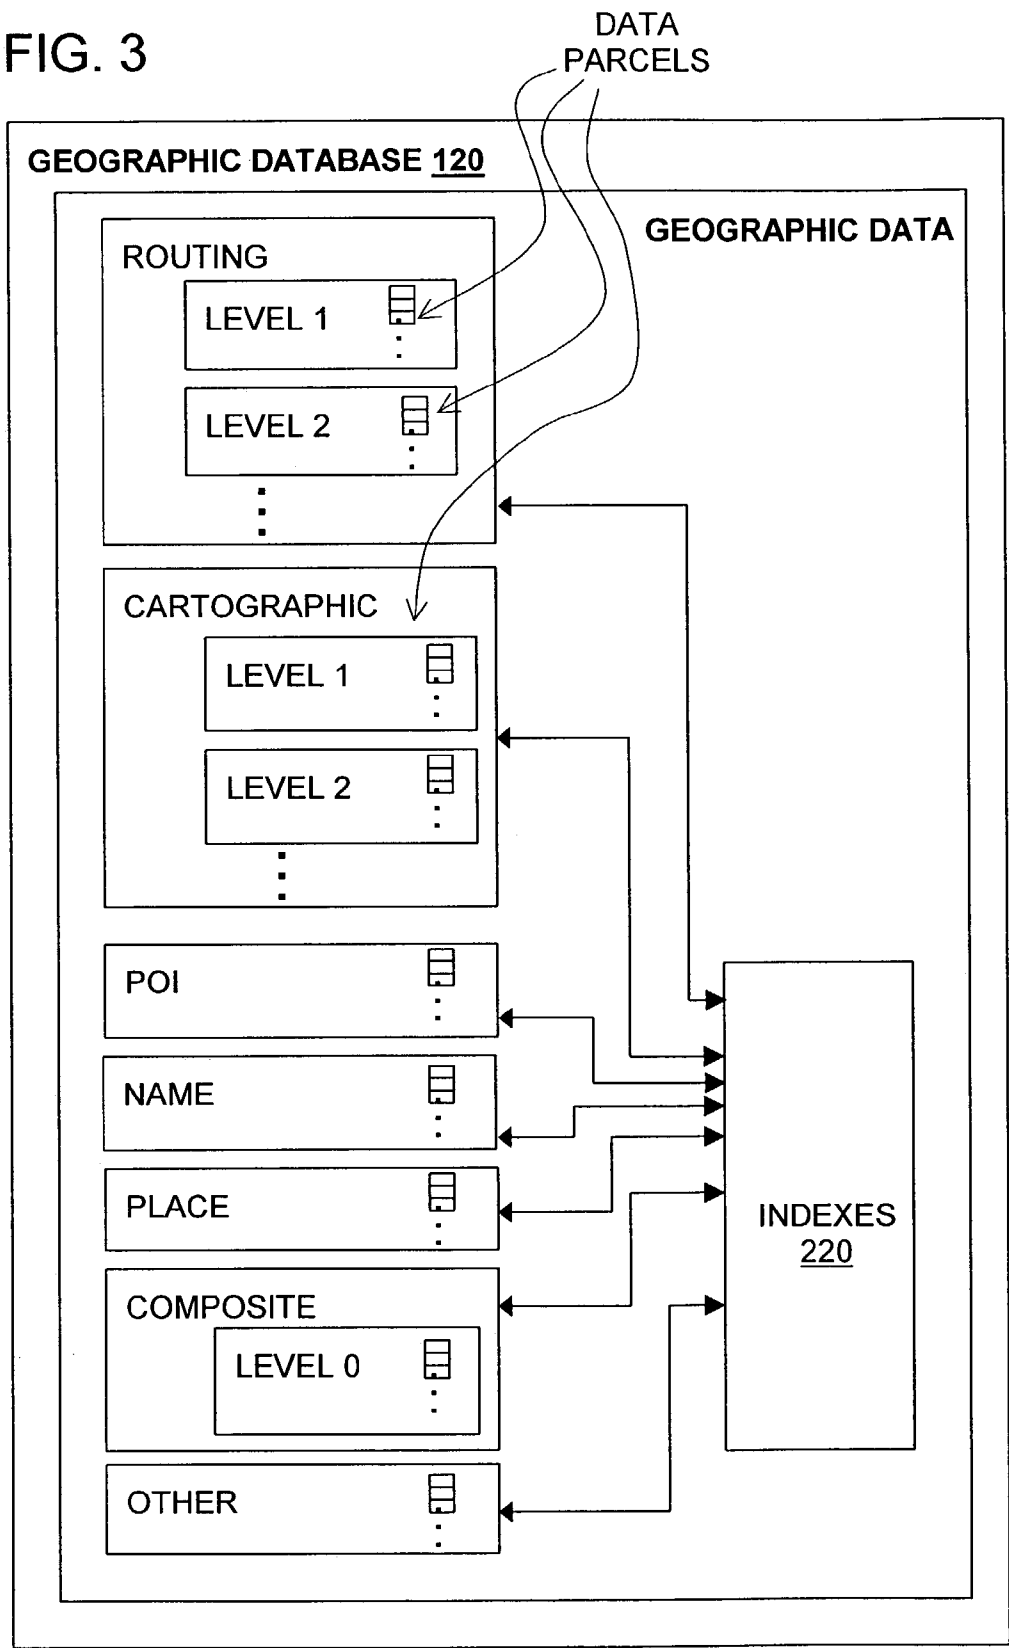 FIG. 3
DATA
PARCELS
GEOGRAPHIC DATABASE 120
GEOGRAPHIC DATA
ROUTING
LEVEL 1
LEVEL 2
CARTOGRAPHIC
LEVEL 1
LEVEL 2
POI
NAME
PLACE
COMPOSITE
LEVEL 0
OTHER
INDEXES
220